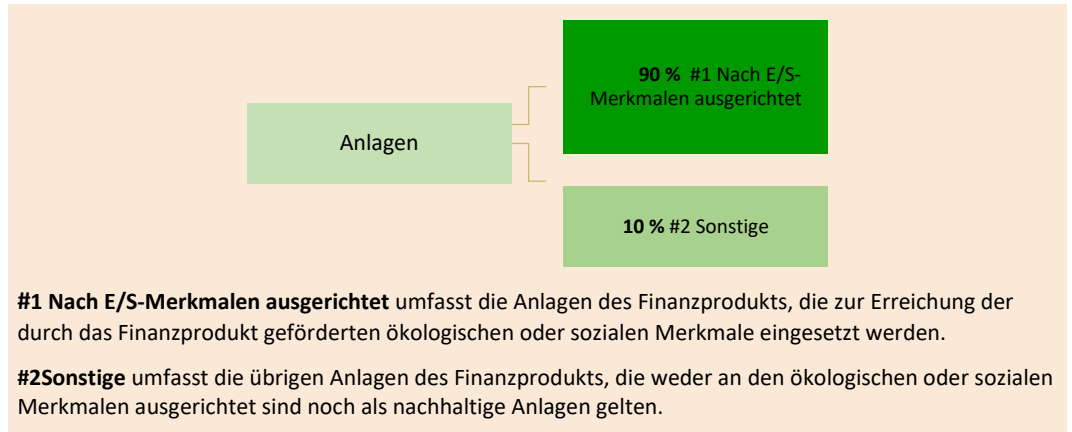 90 % #1 Nach E/S-
Merkmalen ausgerichtet
Anlagen
10 % #2 Sonstige
#1 Nach E/S-Merkmalen ausgerichtet umfasst die Anlagen des Finanzprodukts, die zur Erreichung der
durch das Finanzprodukt geförderten ökologischen oder sozialen Merkmale eingesetzt werden.
#2Sonstige umfasst die übrigen Anlagen des Finanzprodukts, die weder an den ökologischen oder sozialen
Merkmalen ausgerichtet sind noch als nachhaltige Anlagen gelten.